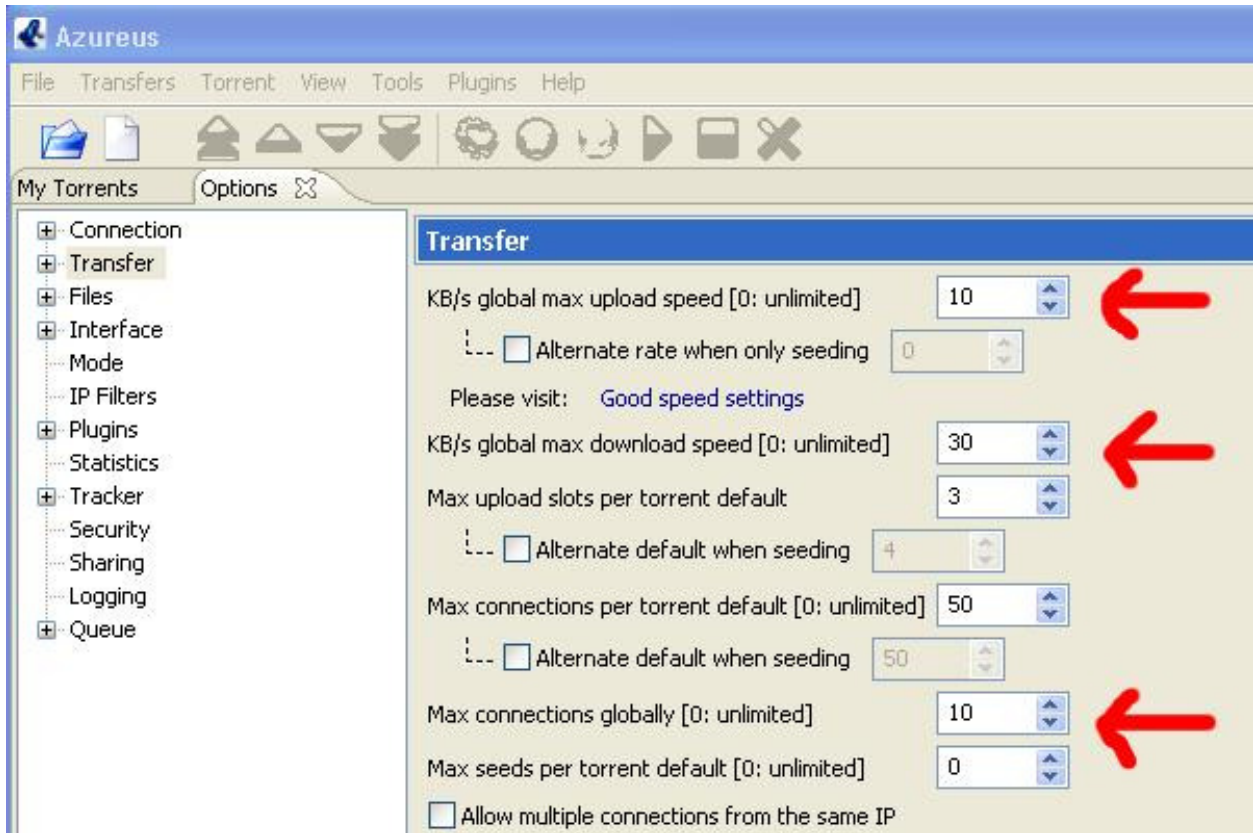 Azureus
File Transfers Torrent View Tools Plugins Help
My Torrents Options
Connection
Transfer
Files
Interface
Mode
IP Filters
Plugins
Statistics
Tracker
Security
Sharing
Logging
Queue
Transfer
KB/s global max upload speed [0: unlimited] 10
Alternate rate when only seeding 0
Please visit: Good speed settings
KB/s global max download speed [0: unlimited] 30
Max upload slots per torrent default 3
Alternate default when seeding 4
Max connections per torrent default [0: unlimited] 50
Alternate default when seeding 50
Max connections globally [0: unlimited] 10
Max seeds per torrent default [0: unlimited] 0
Allow multiple connections from the same IP